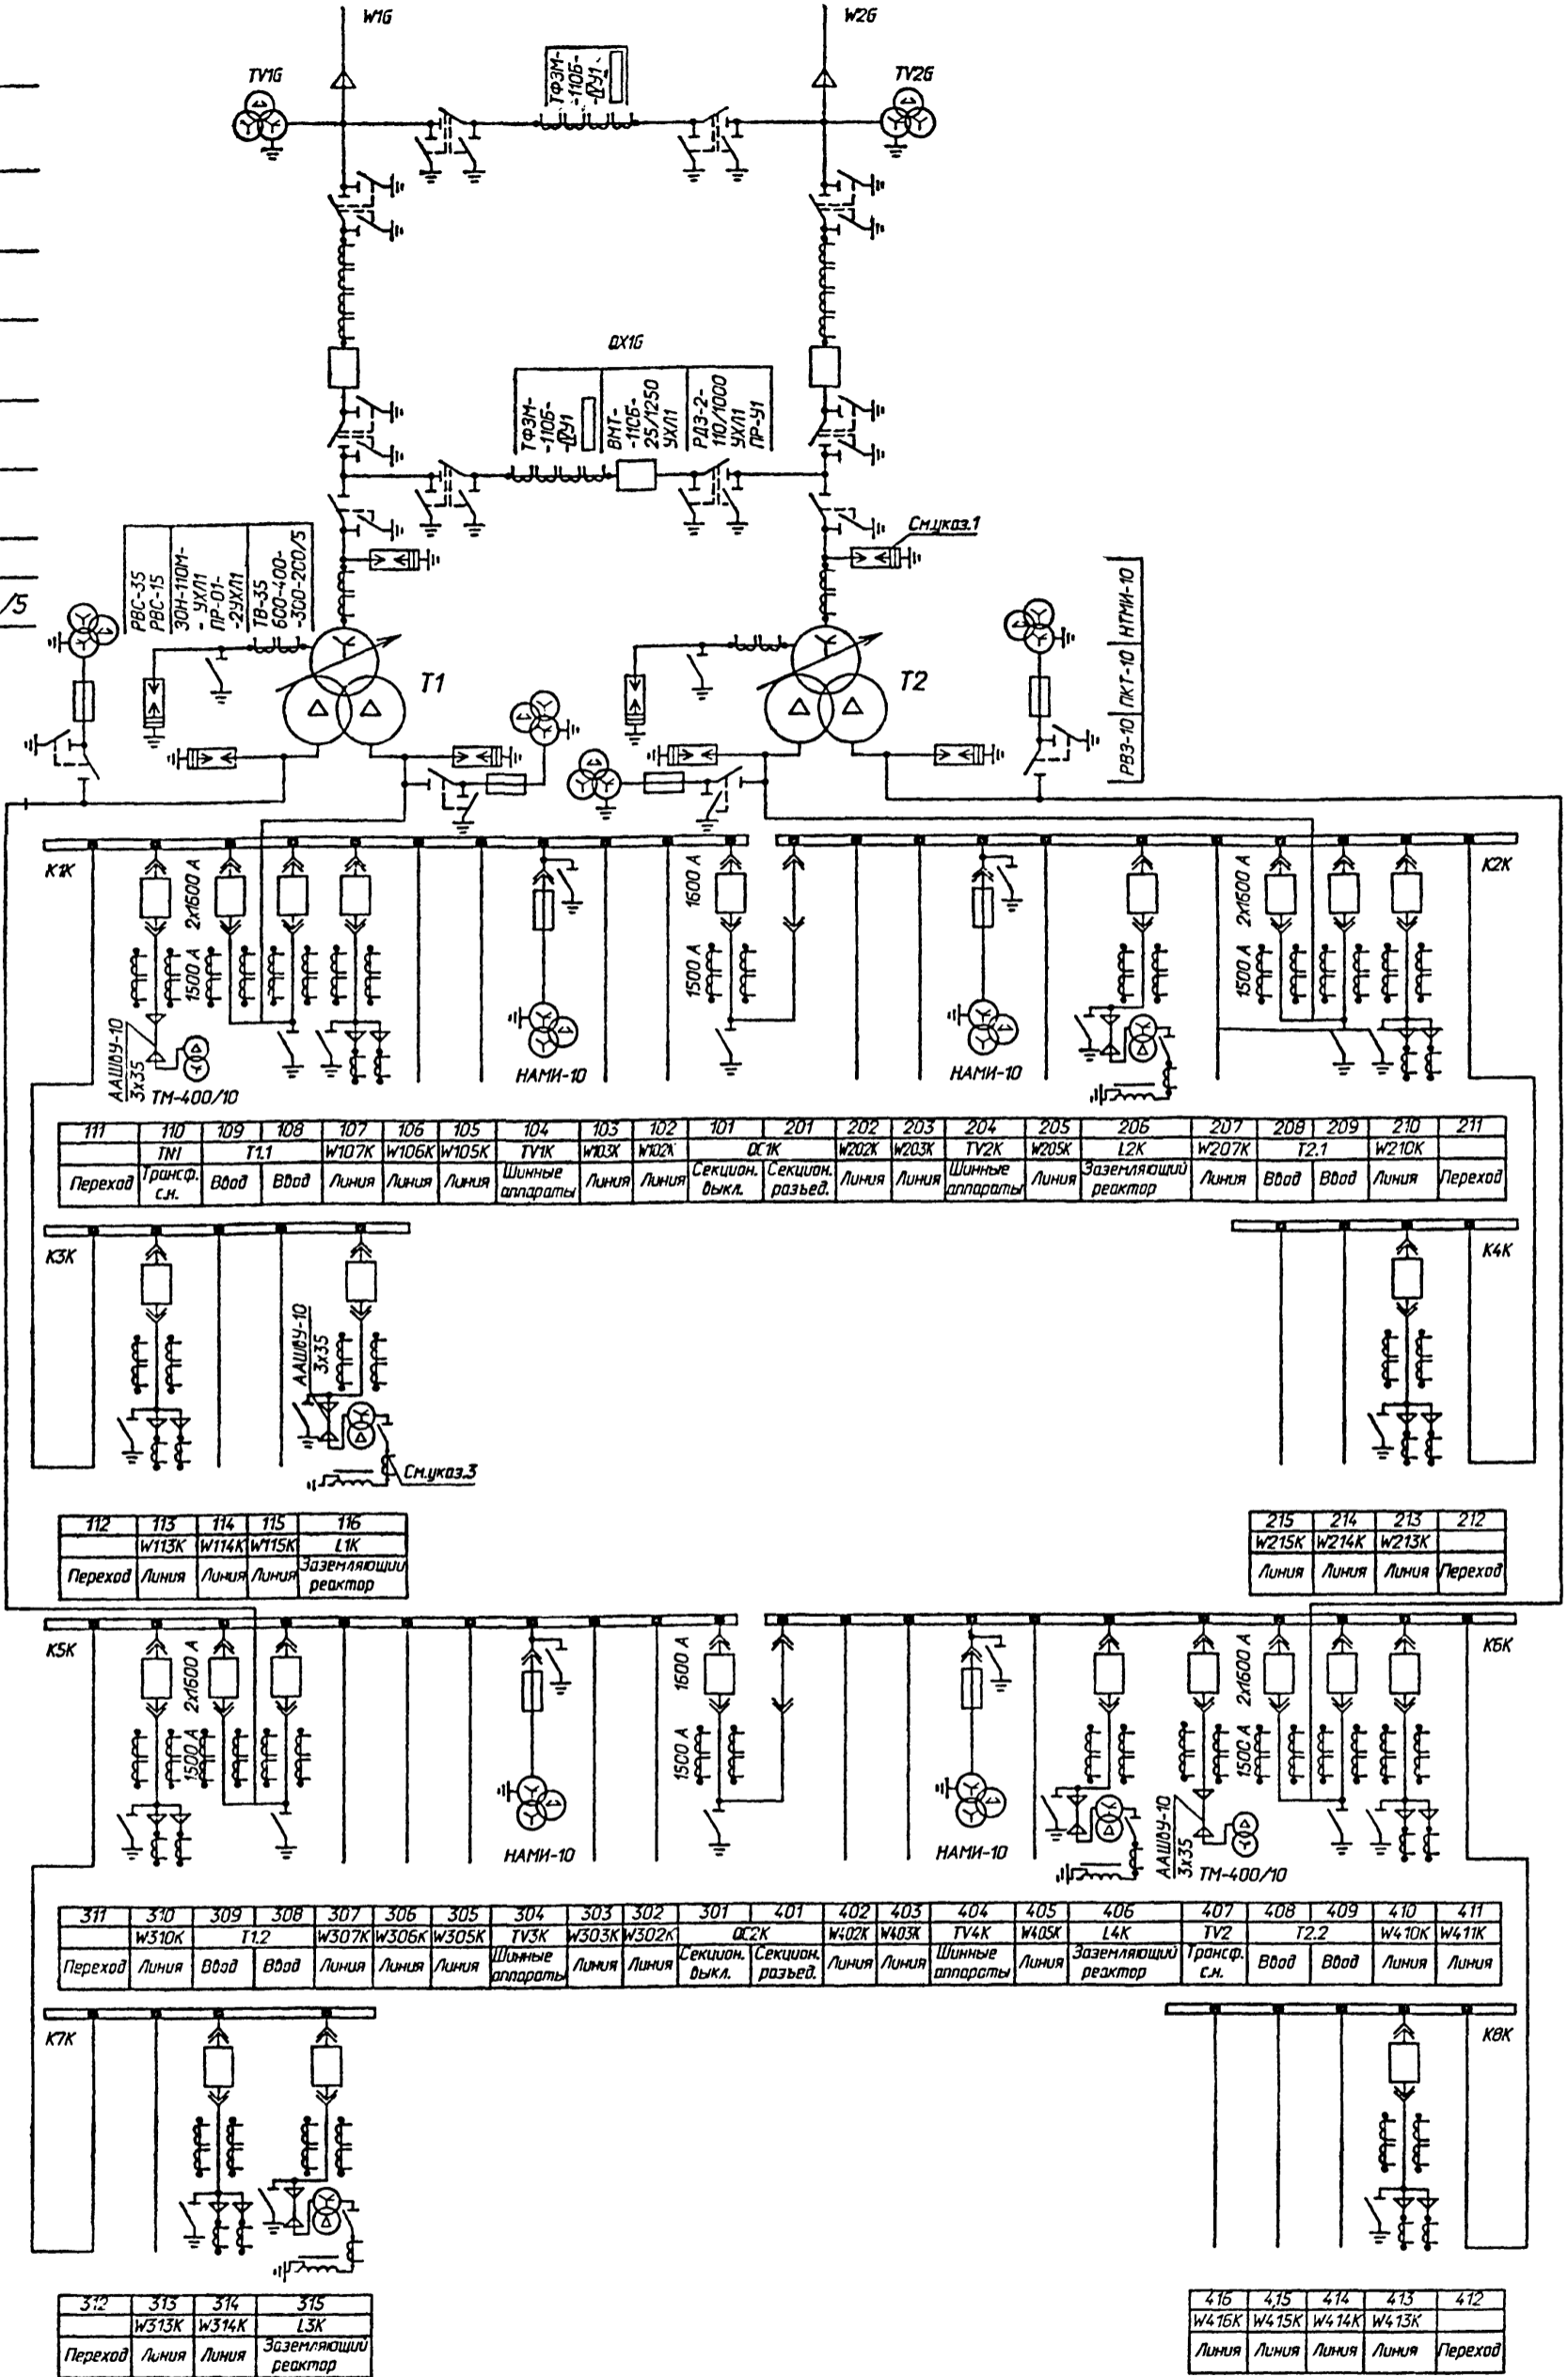 W1G
W2G
TV1G
TV2G
ТФЗМ-
-110Б-
QX1G
ТФЗМ-
-110Б-
ВМТ-
-110Б-
25/1250
УХЛ1
РДЗ-2-
110/1000
УХЛ1
ПР-У1
См.указ.1
/5
РВС-35
РВС-15
ЗОН-110М-
- УХЛ1
ПР-01-
-2УХЛ1
ТВ-35
600-400-
-300-200/5
T1
T2
РВЗ-10
ПКТ-10
НТМИ-10
K1K
K2K
2x1600 А
1500 А
1600 А
1500 А
2x1600 А
1500 А
ААШвУ-10
3x35
ТМ-400/10
НАМИ-10
НАМИ-10
111 110 109 108 107 106 105 104 103 102 101 201 202 203 204 205 206 207 208 209 210 211
TN1 T1.1 W107K W106K W105K TV1K W103K W102K QC1K W202K W203K TV2K W205K L2K W207K T2.1 W210K
Переход Трансф. с.н. Ввод Ввод Линия Линия Линия Шинные аппараты Линия Линия Секцион. выкл. Секцион. разъед. Линия Линия Шинные аппараты Линия Заземляющий реактор Линия Ввод Ввод Линия Переход
K3K
K4K
ААШвУ-10
3x35
См.указ.3
112 113 114 115 116
W113K W114K W115K L1K
Переход Линия Линия Линия Заземляющий реактор
215 214 213 212
W215K W214K W213K
Линия Линия Линия Переход
K5K
K6K
2x1600 А
1500 А
1600 А
1500 А
2x1600 А
1500 А
НАМИ-10
НАМИ-10
ААШвУ-10
3x35
ТМ-400/10
311 310 309 308 307 306 305 304 303 302 301 401 402 403 404 405 406 407 408 409 410 411
W310K T1.2 W307K W306K W305K TV3K W303K W302K QC2K W402K W403K TV4K W405K L4K TV2 T2.2 W410K W411K
Переход Линия Ввод Ввод Линия Линия Линия Шинные аппараты Линия Линия Секцион. выкл. Секцион. разъед. Линия Линия Шинные аппараты Линия Заземляющий реактор Трансф. с.н. Ввод Ввод Линия Линия
K7K
K8K
312 313 314 315
W313K W314K L3K
Переход Линия Линия Заземляющий реактор
416 415 414 413 412
W416K W415K W414K W413K
Линия Линия Линия Линия Переход